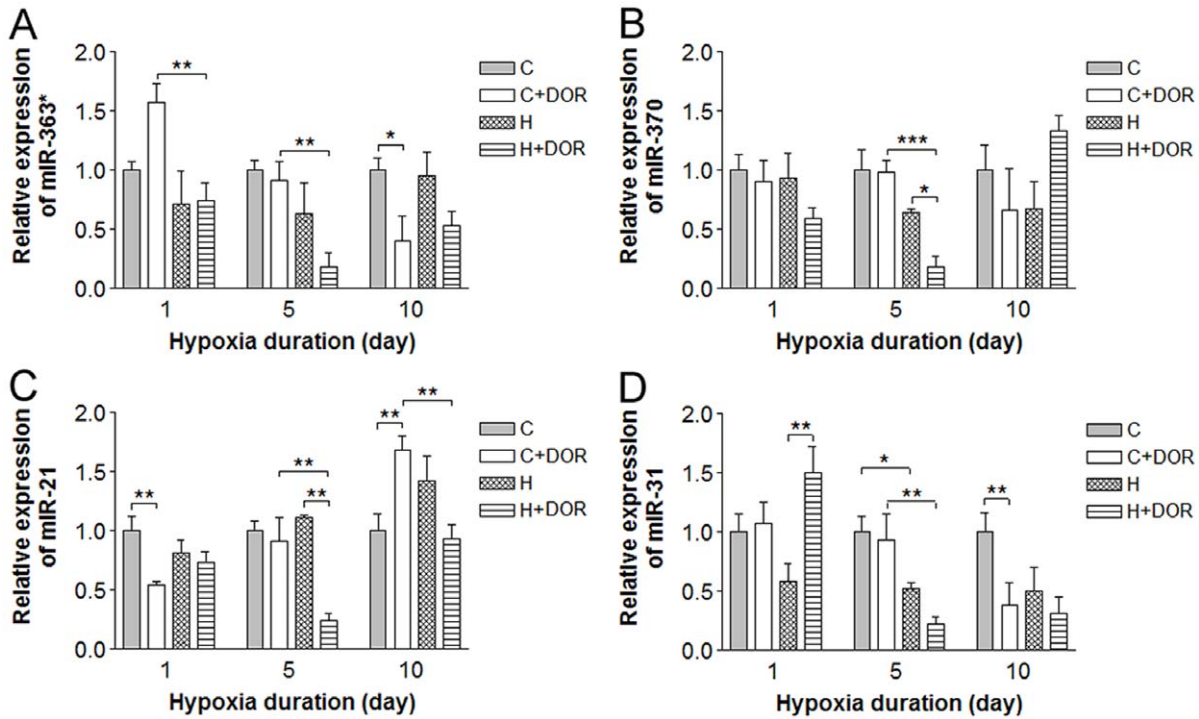 A
Relative expression
of mIR-363*
2.0
1.5
1.0
0.5
0.0
**
**
*
1
5
10
Hypoxia duration (day)
C
C+DOR
H
H+DOR
B
Relative expression
of mIR-370
2.0
1.5
1.0
0.5
0.0
***
*
1
5
10
Hypoxia duration (day)
C
C+DOR
H
H+DOR
C
Relative expression
of mIR-21
2.0
1.5
1.0
0.5
0.0
**
**
**
**
**
1
5
10
Hypoxia duration (day)
C
C+DOR
H
H+DOR
D
Relative expression
of mIR-31
2.0
1.5
1.0
0.5
0.0
**
*
**
**
1
5
10
Hypoxia duration (day)
C
C+DOR
H
H+DOR